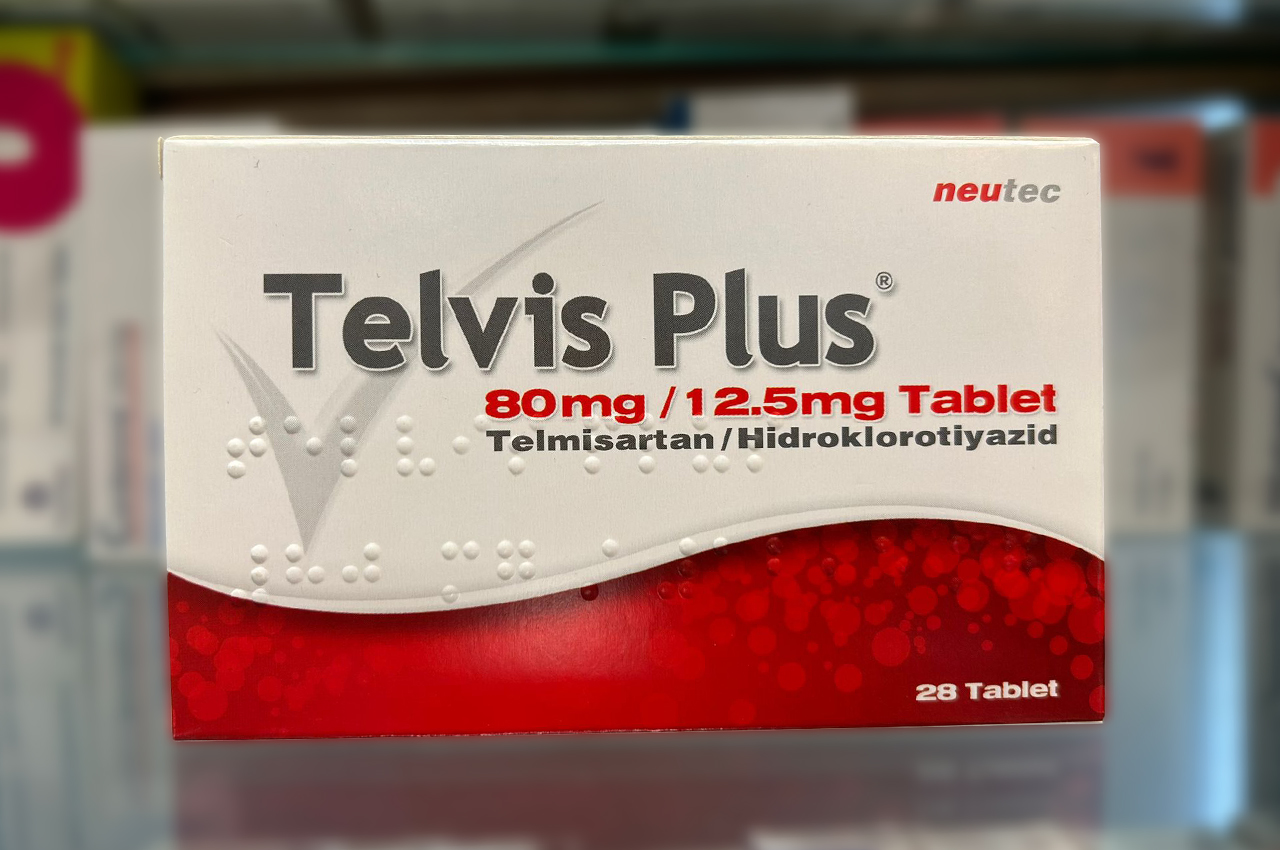 neutec
Telvis Plus®
80mg / 12.5mg Tablet
Telmisartan / Hidroklorotiyazid
28 Tablet